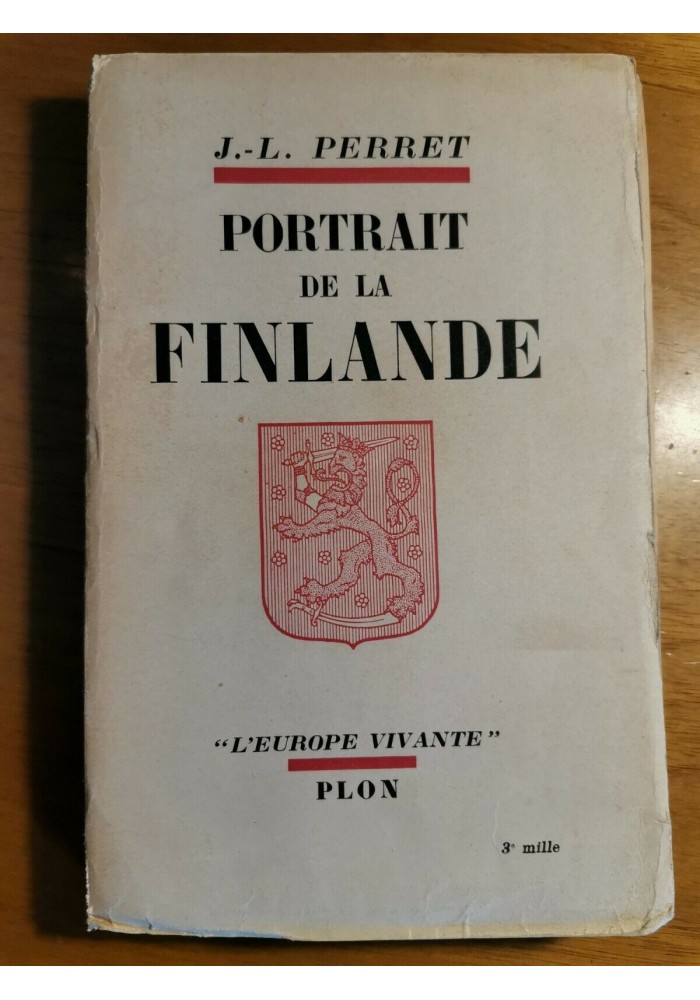 J.-L. PERRET
PORTRAIT
DE LA
FINLANDE
"L'EUROPE VIVANTE"
PLON
3e mille